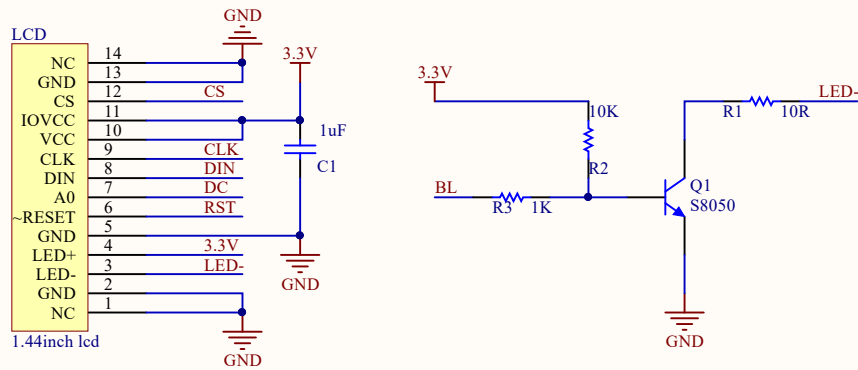 GND
LCD
3.3V
NC 14
GND 13
CS 12 CS
IOVCC 11
VCC 10
CLK 9 CLK
DIN 8 DIN
A0 7 DC
~RESET 6 RST
GND 5
LED+ 4 3.3V
LED- 3 LED-
GND 2
NC 1
1.44inch lcd
1uF
C1
GND
GND
3.3V
10K
R2
BL
R3 1K
R1 10R LED-
Q1
S8050
GND